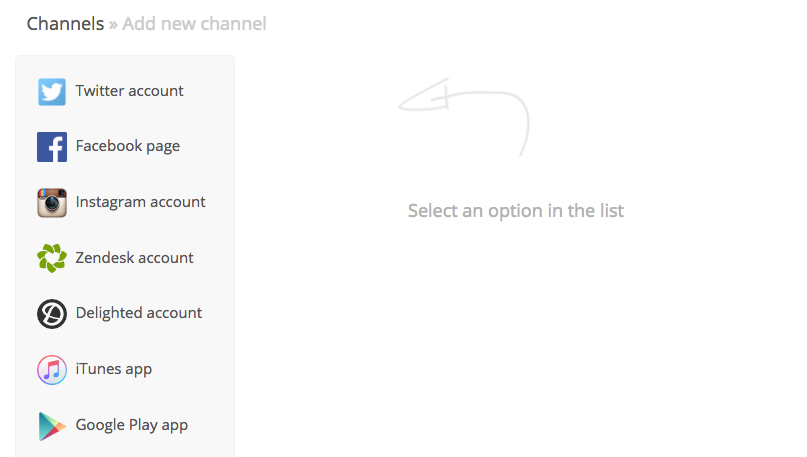 Channels » Add new channel
Twitter account
Facebook page
Instagram account
Zendesk account
Delighted account
iTunes app
Google Play app
Select an option in the list